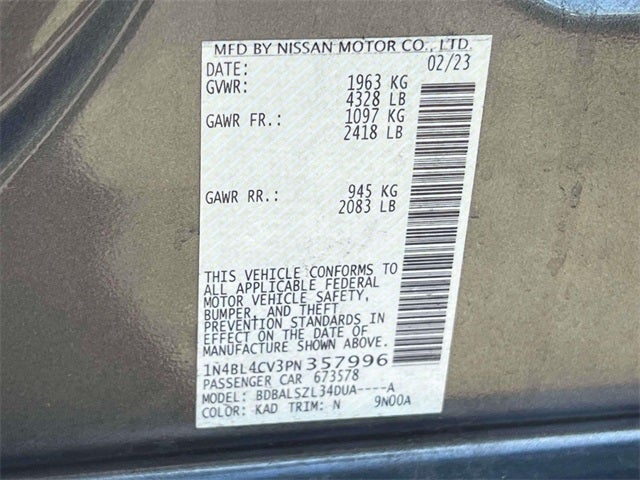 MFD BY NISSAN MOTOR CO., LTD.
DATE: 02/23
GVWR: 1963 KG
4328 LB
GAWR FR.: 1097 KG
2418 LB
GAWR RR.: 945 KG
2083 LB
THIS VEHICLE CONFORMS TO
ALL APPLICABLE FEDERAL
MOTOR VEHICLE SAFETY,
BUMPER, AND THEFT
PREVENTION STANDARDS IN
EFFECT ON THE DATE OF
MANUFACTURE SHOWN ABOVE.
1N4BL4CV3PN357996
PASSENGER CAR 673578
MODEL: BDBALSZL34DUA----A
COLOR: KAD TRIM: N 9N00A